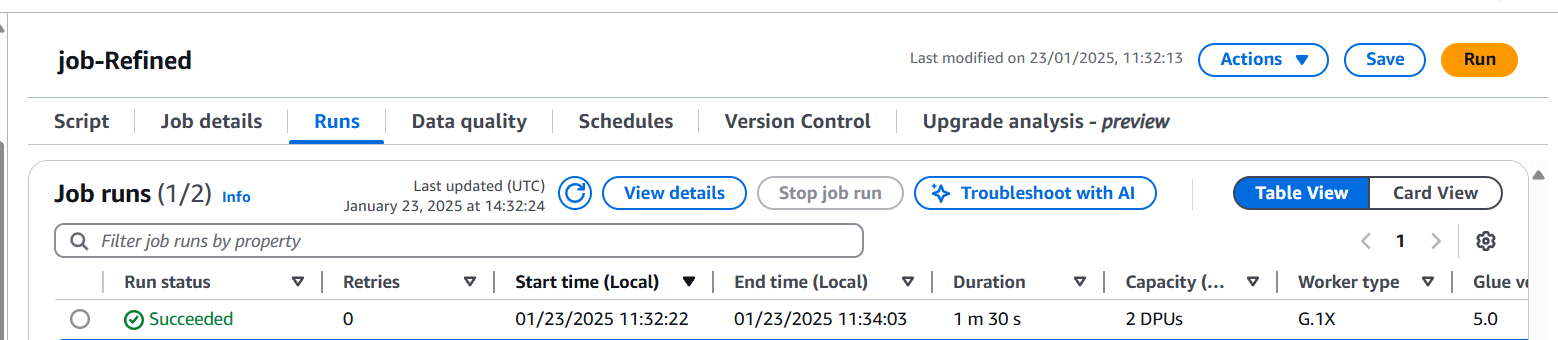 job-Refined
Last modified on 23/01/2025, 11:32:13
Actions
Save
Run
Script
Job details
Runs
Data quality
Schedules
Version Control
Upgrade analysis - preview
Job runs (1/2) Info
Last updated (UTC)
January 23, 2025 at 14:32:24
View details
Stop job run
Troubleshoot with AI
Table View
Card View
Filter job runs by property
1
Run status
Retries
Start time (Local)
End time (Local)
Duration
Capacity (...
Worker type
Glue ve
Succeeded
0
01/23/2025 11:32:22
01/23/2025 11:34:03
1 m 30 s
2 DPUs
G.1X
5.0